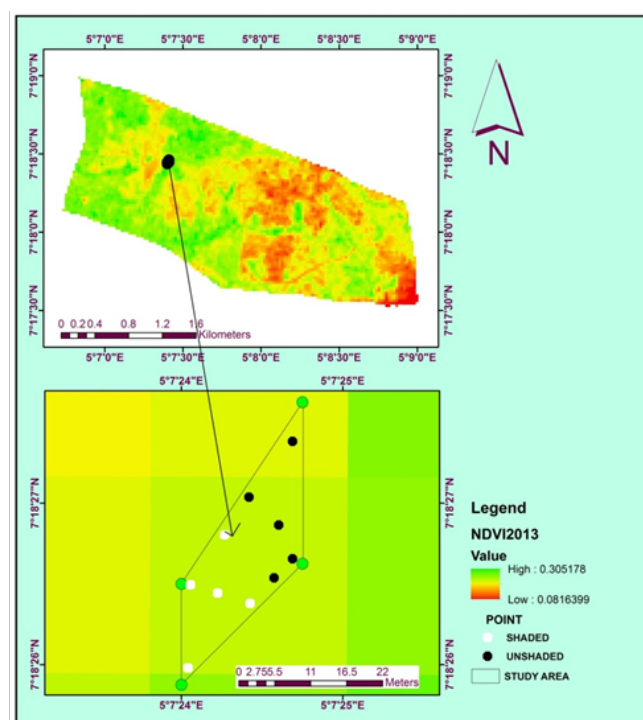 5°7'0"E 5°7'30"E 5°8'0"E 5°8'30"E 5°9'0"E
7°19'0"N 7°19'0"N
7°18'30"N 7°18'30"N
N
7°18'0"N 7°18'0"N
7°17'30"N 7°17'30"N
0 0.20.4 0.8 1.2 1.6
Kilometers
5°7'0"E 5°7'30"E 5°8'0"E 5°8'30"E 5°9'0"E
5°7'24"E 5°7'25"E
7°18'27"N 7°18'27"N
7°18'26"N 7°18'26"N
0 2.755.5 11 16.5 22
Meters
5°7'24"E 5°7'25"E
Legend
NDVI2013
Value
High : 0.305178
Low : 0.0816399
POINT
SHADED
UNSHADED
STUDY AREA